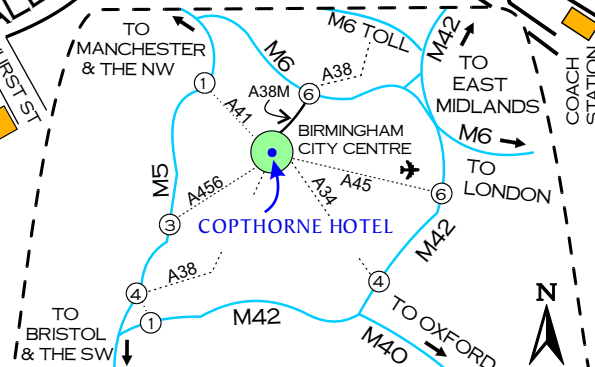 TO
MANCHESTER
& THE NW
M6
M6 TOLL
M42
TO
EAST
MIDLANDS
COACH
STATION
HURST ST
1
A41
A38M
6
A38
BIRMINGHAM
CITY CENTRE
M6
TO
LONDON
M5
A456
A34
A45
6
3
COPTHORNE HOTEL
M42
A38
4
1
4
M42
TO
BRISTOL
& THE SW
TO OXFORD
M40
N